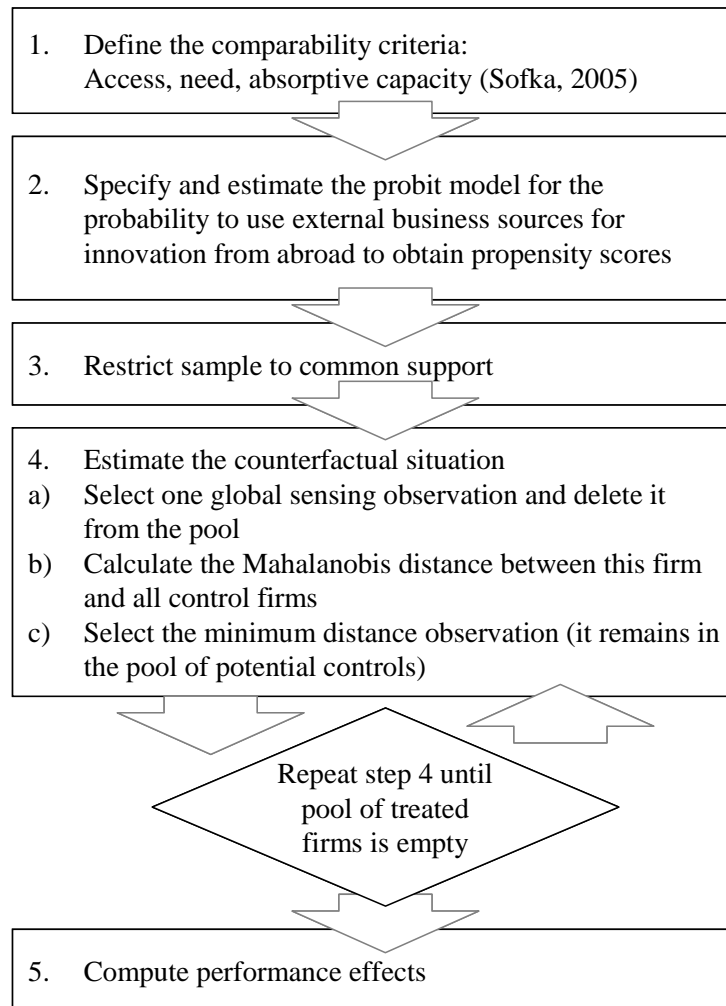 1. Define the comparability criteria:
Access, need, absorptive capacity (Sofka, 2005)
2. Specify and estimate the probit model for the
probability to use external business sources for
innovation from abroad to obtain propensity scores
3. Restrict sample to common support
4. Estimate the counterfactual situation
a) Select one global sensing observation and delete it
from the pool
b) Calculate the Mahalanobis distance between this firm
and all control firms
c) Select the minimum distance observation (it remains in
the pool of potential controls)
Repeat step 4 until
pool of treated
firms is empty
5. Compute performance effects